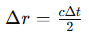 Δr = cΔt/2